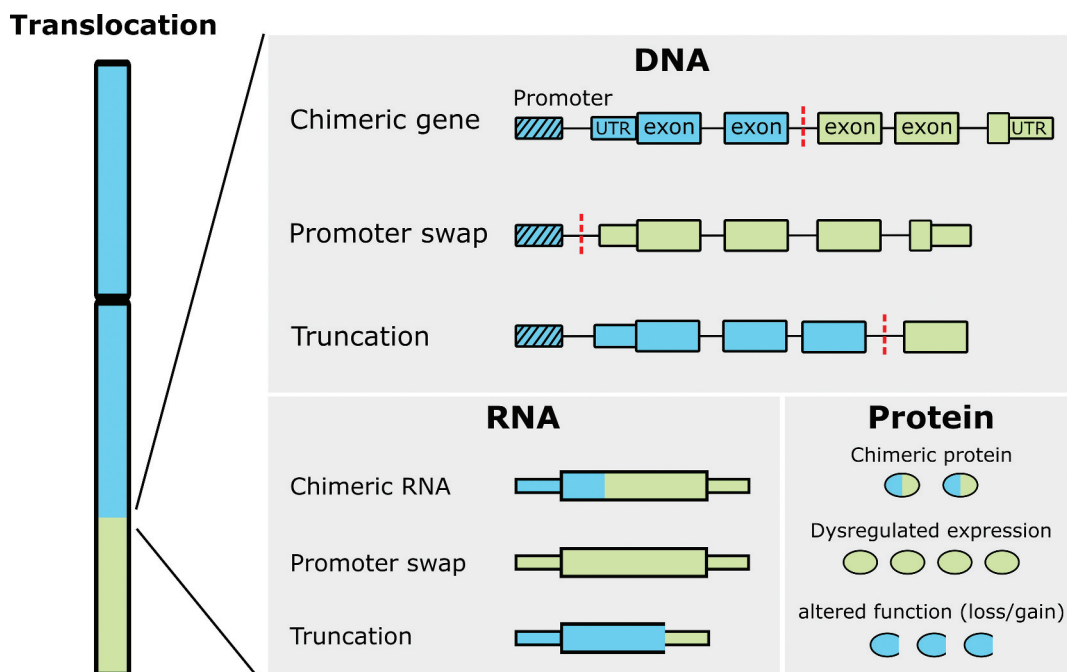 Translocation
DNA
Promoter
Chimeric gene
UTR exon exon exon exon UTR
Promoter swap
Truncation
RNA
Chimeric RNA
Promoter swap
Truncation
Protein
Chimeric protein
Dysregulated expression
altered function (loss/gain)